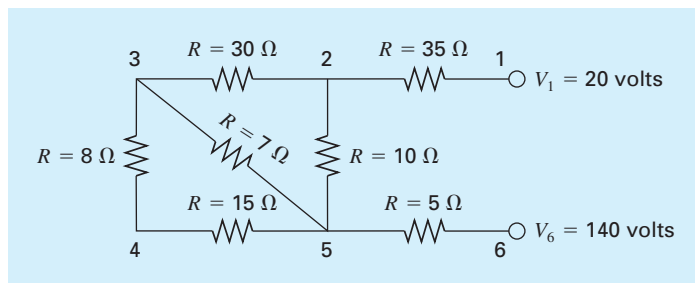 R = 30 Ω
R = 35 Ω
3
2
1
V₁ = 20 volts
R = 7 Ω
R = 8 Ω
R = 10 Ω
R = 15 Ω
R = 5 Ω
V₆ = 140 volts
4
5
6